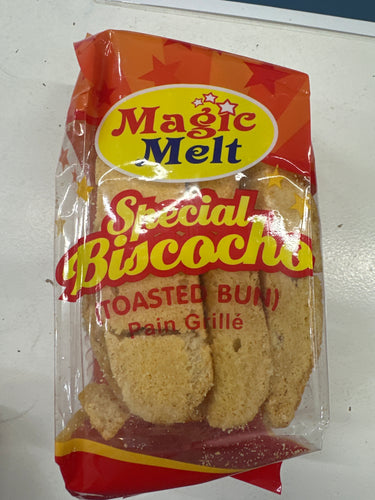 Magic
Melt
Special
Biscocho
(TOASTED BUN)
Pain Grillé